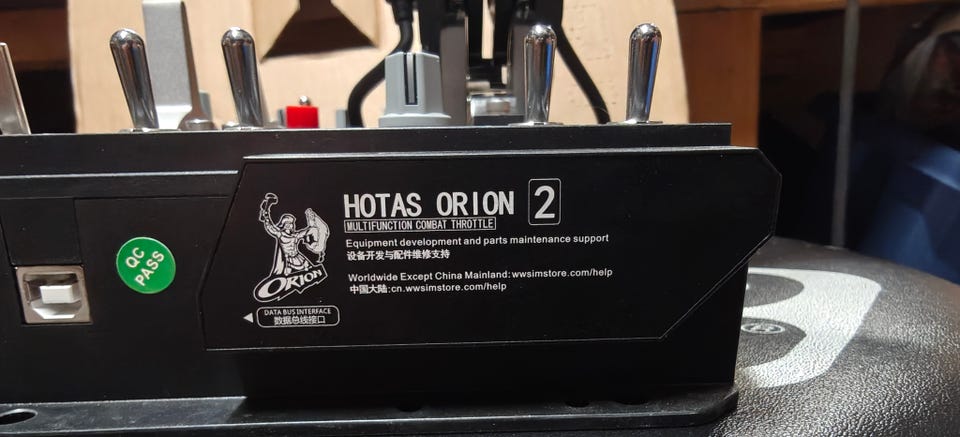 HOTAS ORION 2
MULTIFUNCTION COMBAT THROTTLE
Equipment development and parts maintenance support
设备开发与配件维修支持
Worldwide Except China Mainland:wwsimstore.com/help
中国大陆:cn.wwsimstore.com/help
ORION
DATA BUS INTERFACE
数据总线接口
QC
PASS